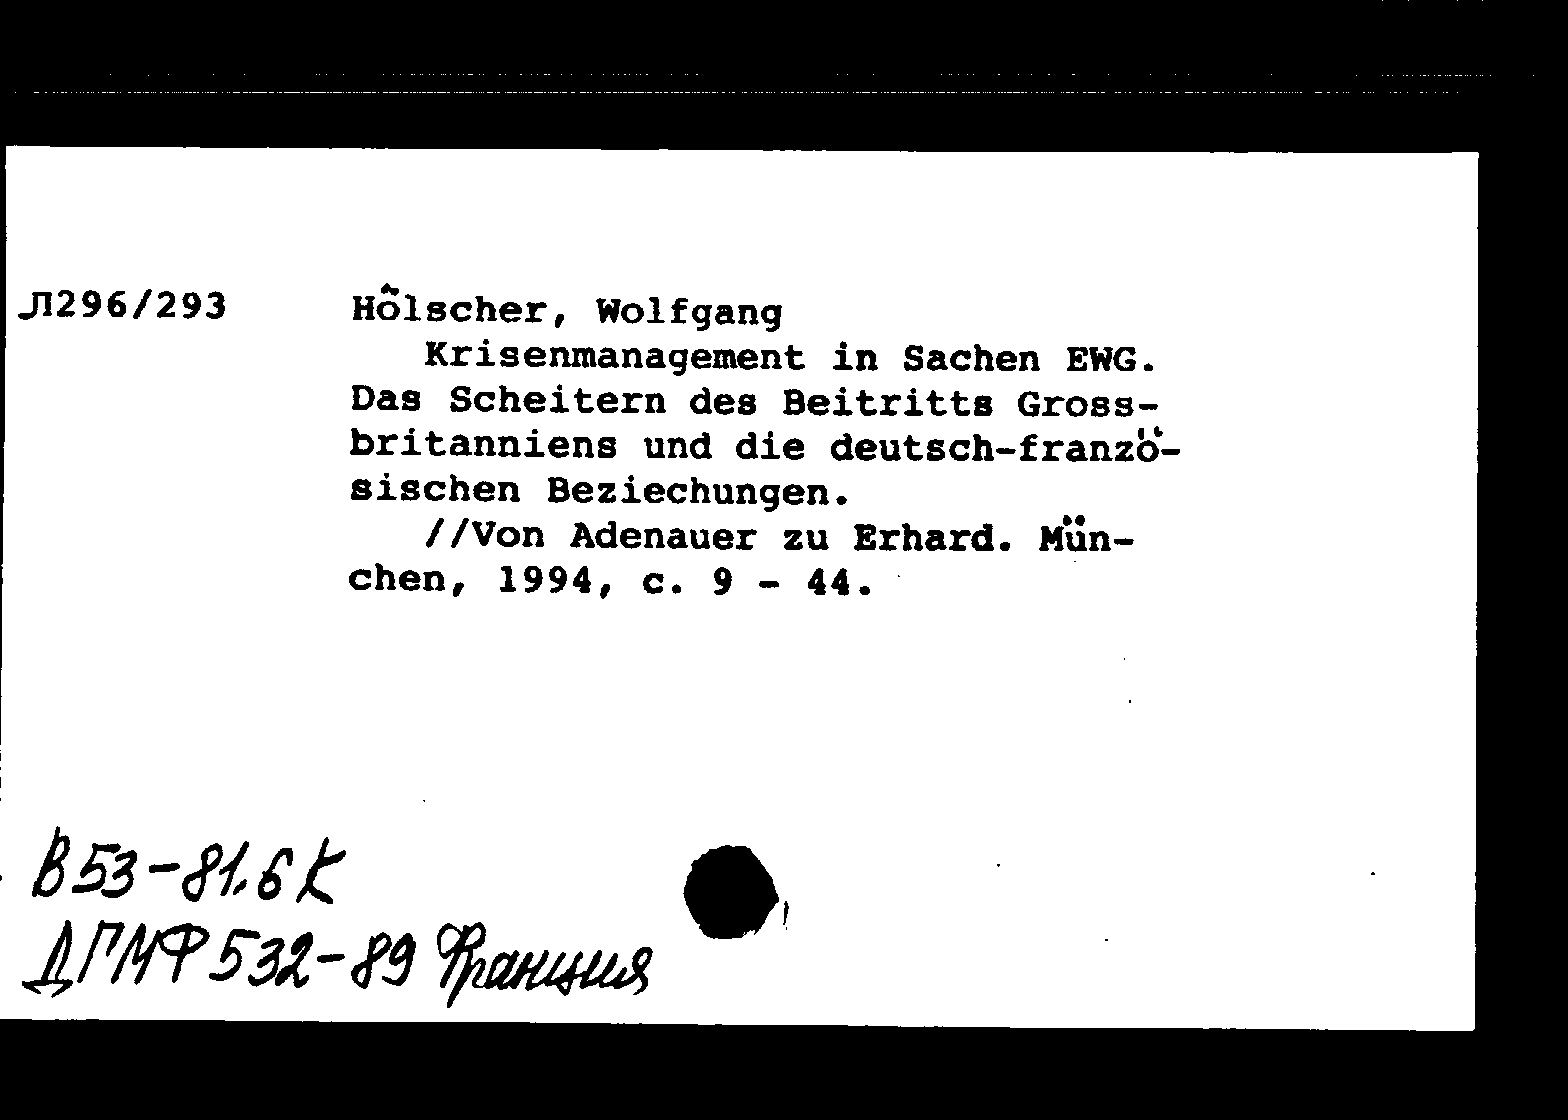 Л296/293 Hölscher, Wolfgang
Krisenmanagement in Sachen EWG.
Das Scheitern des Beitritts Gross-
britanniens und die deutsch-franzö-
sischen Beziechungen.
//Von Adenauer zu Erhard. Mün-
chen, 1994, с. 9 - 44.
В53-81.6К
ДГМФ532-89 Франция